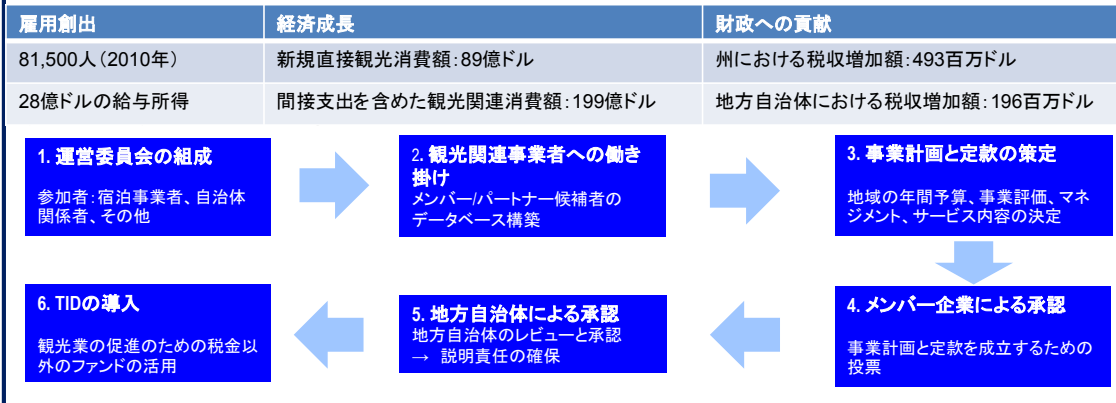 雇用創出
経済成長
財政への貢献
81,500人(2010年)
新規直接観光消費額:89億ドル
州における税収増加額:493百万ドル
28億ドルの給与所得
間接支出を含めた観光関連消費額:199億ドル
地方自治体における税収増加額:196百万ドル
1. 運営委員会の組成
参加者:宿泊事業者、自治体
関係者、その他
2. 観光関連事業者への働き
掛け
メンバー/パートナー候補者の
データベース構築
3. 事業計画と定款の策定
地域の年間予算、事業評価、マネ
ジメント、サービス内容の決定
4. メンバー企業による承認
事業計画と定款を成立するための
投票
5. 地方自治体による承認
地方自治体のレビューと承認
→ 説明責任の確保
6. TIDの導入
観光業の促進のための税金以
外のファンドの活用